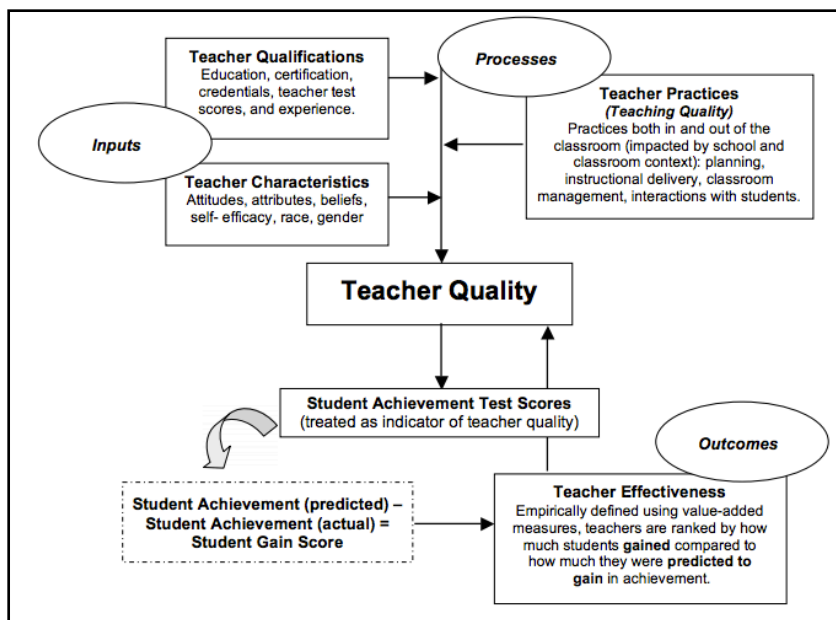 Teacher Qualifications
Education, certification,
credentials, teacher test
scores, and experience.
Processes
Teacher Practices
(Teaching Quality)
Practices both in and out of the
classroom (impacted by school and
classroom context): planning,
instructional delivery, classroom
management, interactions with students.
Inputs
Teacher Characteristics
Attitudes, attributes, beliefs,
self- efficacy, race, gender
Teacher Quality
Student Achievement Test Scores
(treated as indicator of teacher quality)
Outcomes
Student Achievement (predicted) –
Student Achievement (actual) =
Student Gain Score
Teacher Effectiveness
Empirically defined using value-added
measures, teachers are ranked by how
much students gained compared to
how much they were predicted to
gain in achievement.